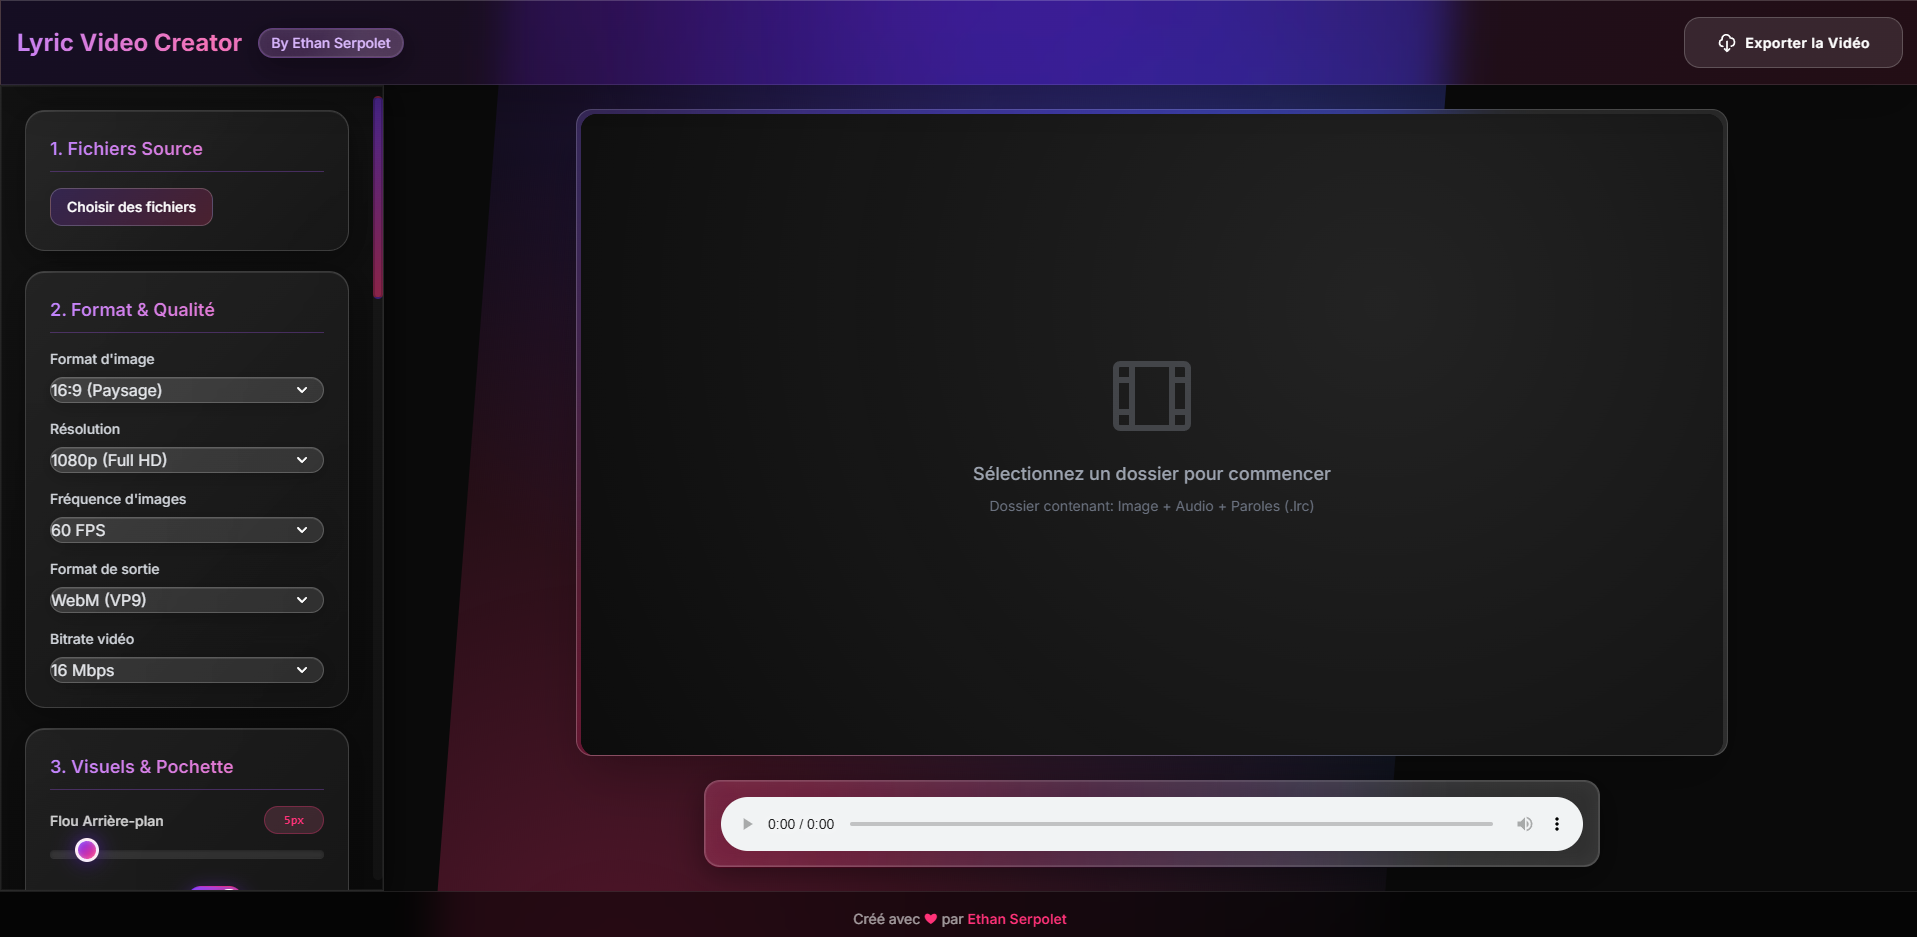 Lyric Video Creator
By Ethan Serpolet
Exporter la Vidéo
1. Fichiers Source
Choisir des fichiers
2. Format & Qualité
Format d'image
16:9 (Paysage)
Résolution
1080p (Full HD)
Fréquence d'images
60 FPS
Format de sortie
WebM (VP9)
Bitrate vidéo
16 Mbps
3. Visuels & Pochette
Flou Arrière-plan
5px
Sélectionnez un dossier pour commencer
Dossier contenant: Image + Audio + Paroles (.lrc)
0:00 / 0:00
Créé avec ❤ par Ethan Serpolet